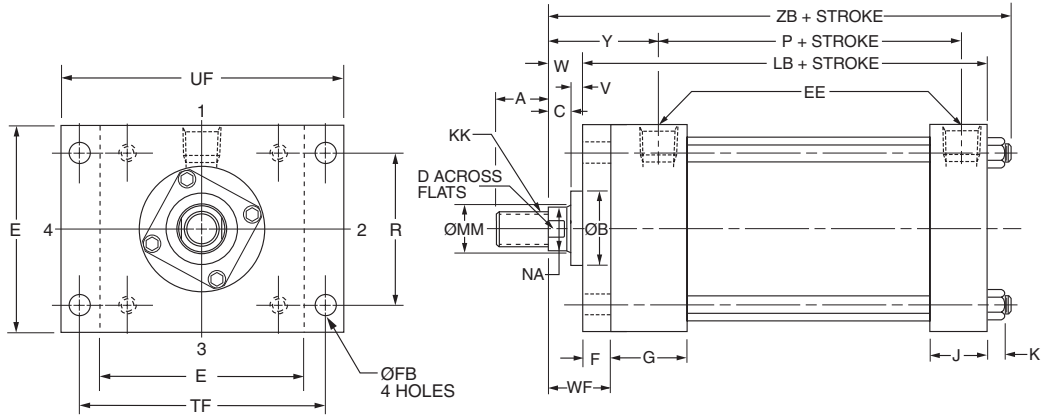 ZB + STROKE
Y
P + STROKE
W
LB + STROKE
UF
V
A
C
EE
1
KK
D ACROSS
FLATS
E
4
2
R
ØMM
ØB
NA
3
F
G
J
K
E
ØFB
4 HOLES
WF
TF